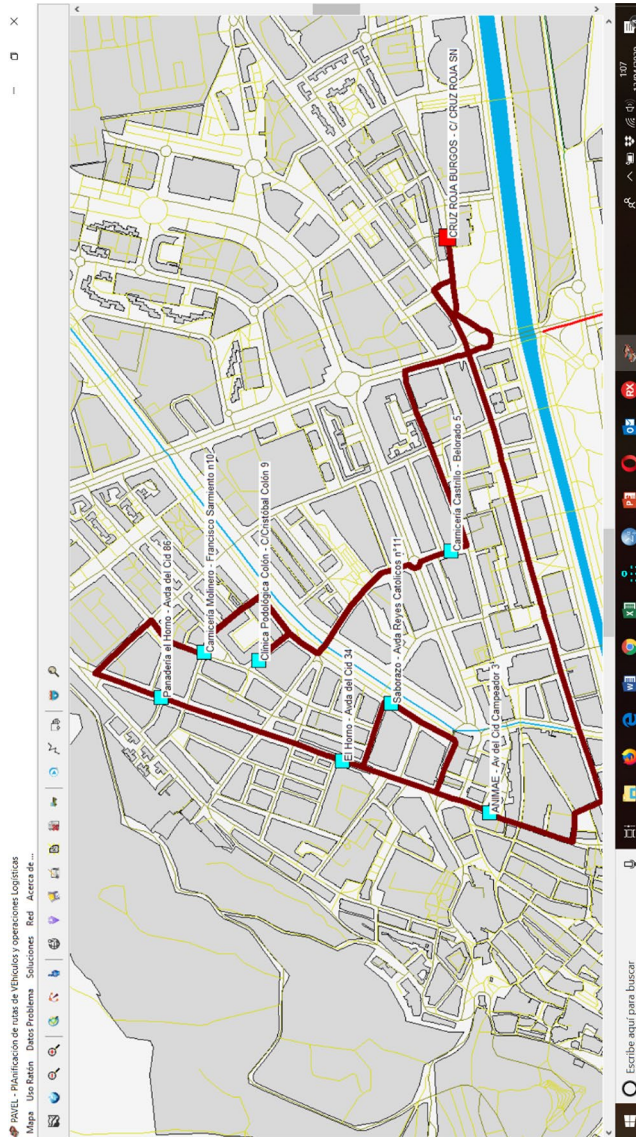 PAVEL - PlAnificación de rutas de VEhículos y operaciones Logísticas
Mapa Uso Ratón Datos Problema Soluciones Red Acerca de ...
Panadería el Horno - Avda del Cid 86
Carnicería Molinero - Francisco Sarmiento nº10
Clínica Podológica Colón - C/Cristóbal Colón 9
El Horno - Avda del Cid 34
Saborazo - Avda Reyes Católicos nº11
Carnicería Castrillo - Belorado 5
CRUZ ROJA BURGOS - C/ CRUZ ROJA SN
ANIMAE - Av del Cid Campeador 3
Escribe aquí para buscar
1:07